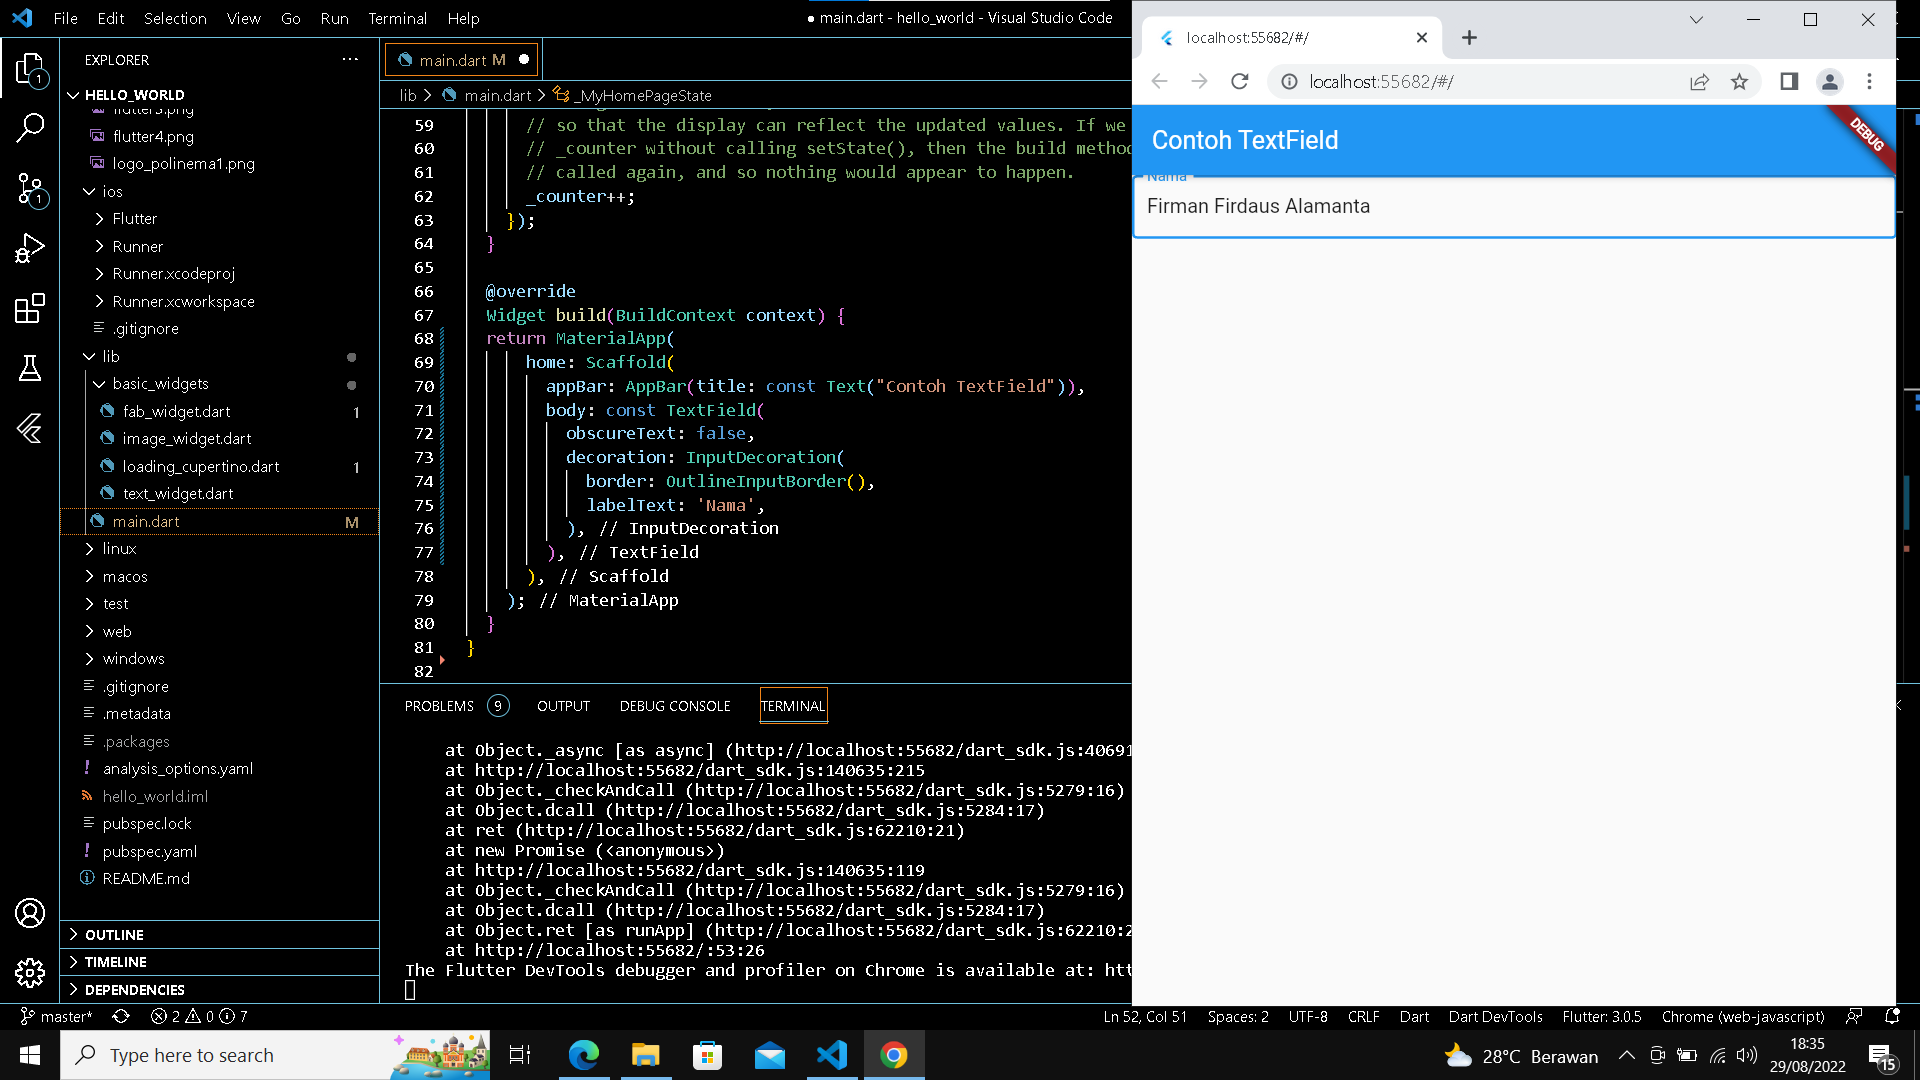 File Edit Selection View Go Run Terminal Help
● main.dart - hello_world - Visual Studio Code
EXPLORER ···
HELLO_WORLD
flutter3.png
flutter4.png
logo_polinema1.png
ios
Flutter
Runner
Runner.xcodeproj
Runner.xcworkspace
.gitignore
lib
basic_widgets
fab_widget.dart 1
image_widget.dart
loading_cupertino.dart 1
text_widget.dart
main.dart M
linux
macos
test
web
windows
.gitignore
.metadata
.packages
analysis_options.yaml
hello_world.iml
pubspec.lock
pubspec.yaml
README.md
OUTLINE
TIMELINE
DEPENDENCIES
1
1
main.dart M
lib > main.dart > _MyHomePageState
59 // so that the display can reflect the updated values. If we
60 // _counter without calling setState(), then the build metho
61 // called again, and so nothing would appear to happen.
62 _counter++;
63 });
64 }
65
66 @override
67 Widget build(BuildContext context) {
68 return MaterialApp(
69 home: Scaffold(
70 appBar: AppBar(title: const Text("Contoh TextField")),
71 body: const TextField(
72 obscureText: false,
73 decoration: InputDecoration(
74 border: OutlineInputBorder(),
75 labelText: 'Nama',
76 ), // InputDecoration
77 ), // TextField
78 ), // Scaffold
79 ); // MaterialApp
80 }
81 }
82
PROBLEMS 9 OUTPUT DEBUG CONSOLE TERMINAL
at Object._async [as async] (http://localhost:55682/dart_sdk.js:40691
at http://localhost:55682/dart_sdk.js:140635:215
at Object._checkAndCall (http://localhost:55682/dart_sdk.js:5279:16)
at Object.dcall (http://localhost:55682/dart_sdk.js:5284:17)
at ret (http://localhost:55682/dart_sdk.js:62210:21)
at new Promise (<anonymous>)
at http://localhost:55682/dart_sdk.js:140635:119
at Object._checkAndCall (http://localhost:55682/dart_sdk.js:5279:16)
at Object.dcall (http://localhost:55682/dart_sdk.js:5284:17)
at Object.ret [as runApp] (http://localhost:55682/dart_sdk.js:62210:2
at http://localhost:55682/:53:26
The Flutter DevTools debugger and profiler on Chrome is available at: htt
localhost:55682/#/
localhost:55682/#/
Contoh TextField
DEBUG
Nama
Firman Firdaus Alamanta
master* 2 0 7
Ln 52, Col 51 Spaces: 2 UTF-8 CRLF Dart Dart DevTools Flutter: 3.0.5 Chrome (web-javascript)
Type here to search
28°C Berawan
18:35
29/08/2022
15